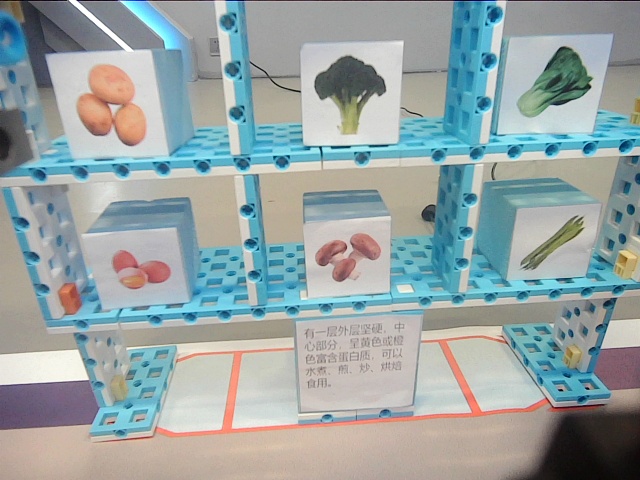 有一层外层坚硬，中
心部分，呈黄色或橙
色富含蛋白质，可以
水煮、煎、炒、烘焙
食用。